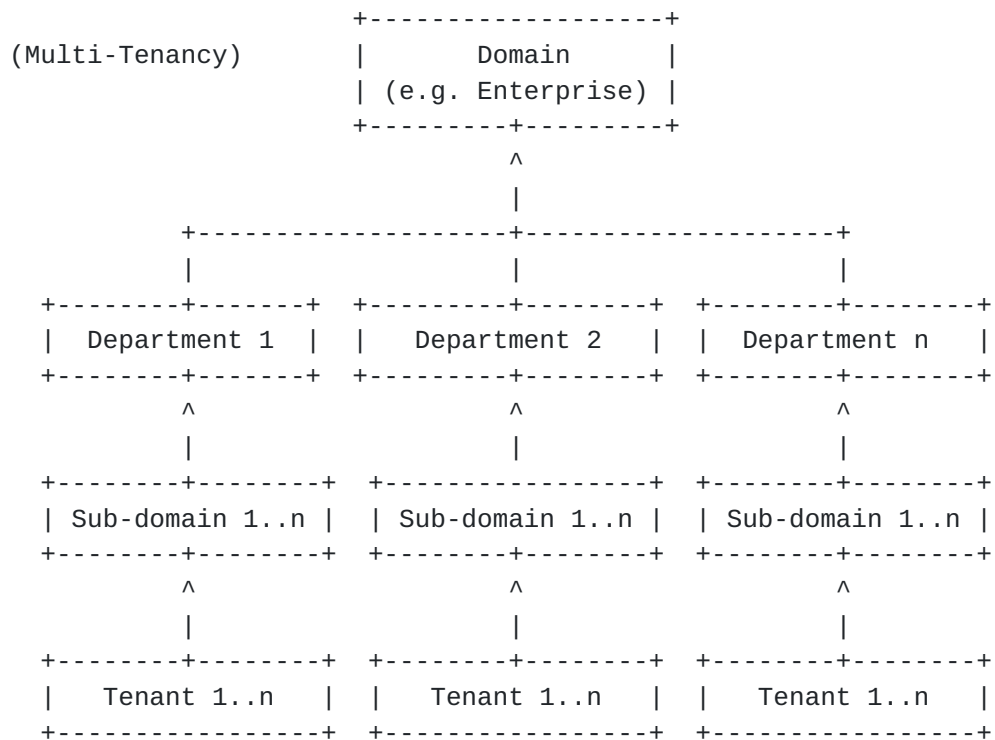 +-------------------+
(Multi-Tenancy)       |       Domain      |
                      | (e.g. Enterprise) |
                      +---------+---------+
                                ^
                                |
           +--------------------+--------------------+
           |                    |                    |
  +--------+-------+  +---------+--------+  +--------+--------+
  |  Department 1  |  |   Department 2   |  |  Department n   |
  +--------+-------+  +---------+--------+  +--------+--------+
           ^                    ^                    ^
           |                    |                    |
  +--------+--------+  +-----------------+  +--------+--------+
  | Sub-domain 1..n |  | Sub-domain 1..n |  | Sub-domain 1..n |
  +--------+--------+  +--------+--------+  +--------+--------+
           ^                    ^                    ^
           |                    |                    |
  +--------+--------+  +--------+--------+  +--------+--------+
  |   Tenant 1..n   |  |   Tenant 1..n   |  |   Tenant 1..n   |
  +-----------------+  +-----------------+  +-----------------+